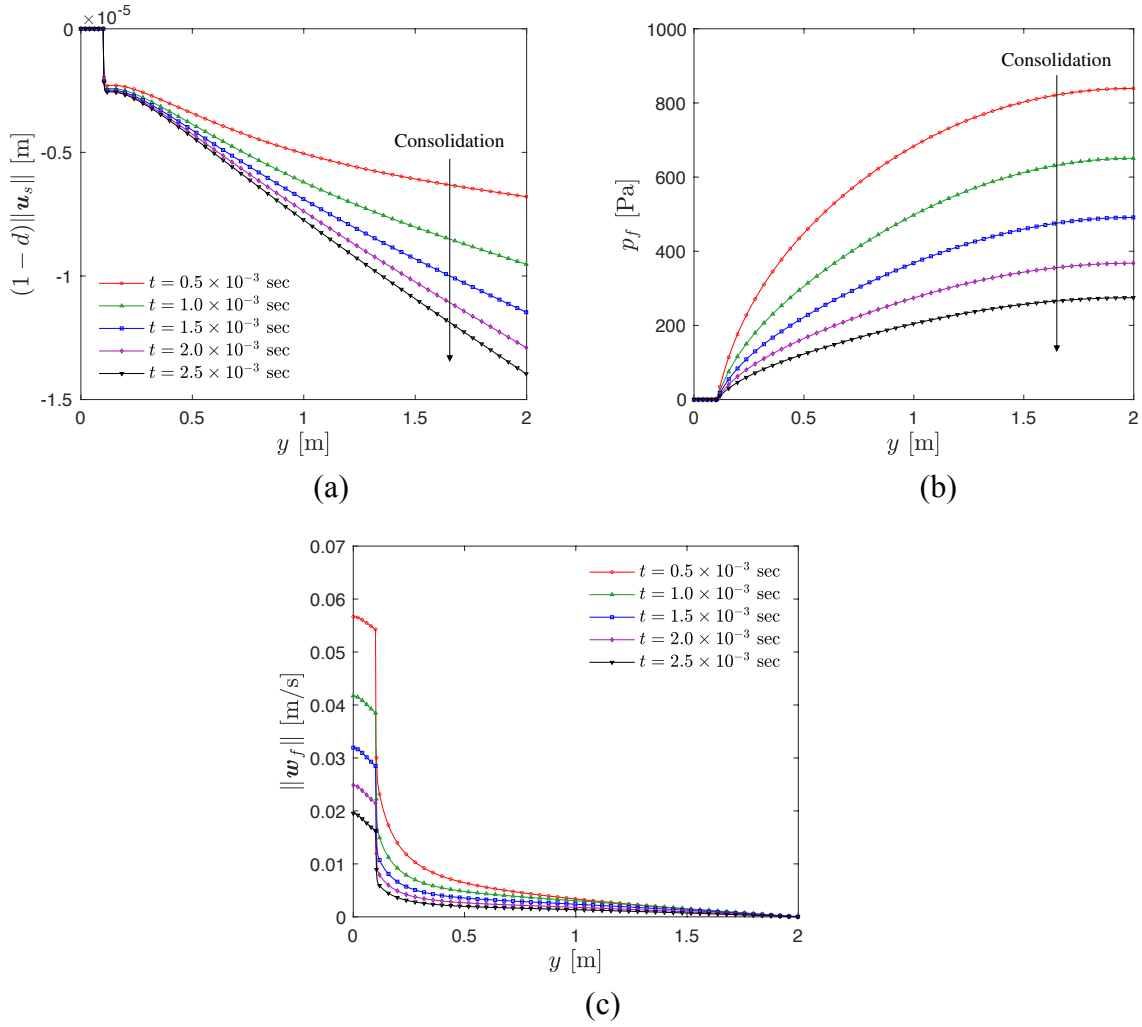 ×10⁻⁵
0
-0.5
-1
-1.5
(1 − d)||u_s|| [m]
Consolidation
t = 0.5 × 10⁻³ sec
t = 1.0 × 10⁻³ sec
t = 1.5 × 10⁻³ sec
t = 2.0 × 10⁻³ sec
t = 2.5 × 10⁻³ sec
0 0.5 1 1.5 2
y [m]
(a)
1000
800
600
400
200
0
p_f [Pa]
Consolidation
0 0.5 1 1.5 2
y [m]
(b)
0.07
0.06
0.05
0.04
0.03
0.02
0.01
0
||w_f|| [m/s]
t = 0.5 × 10⁻³ sec
t = 1.0 × 10⁻³ sec
t = 1.5 × 10⁻³ sec
t = 2.0 × 10⁻³ sec
t = 2.5 × 10⁻³ sec
0 0.5 1 1.5 2
y [m]
(c)